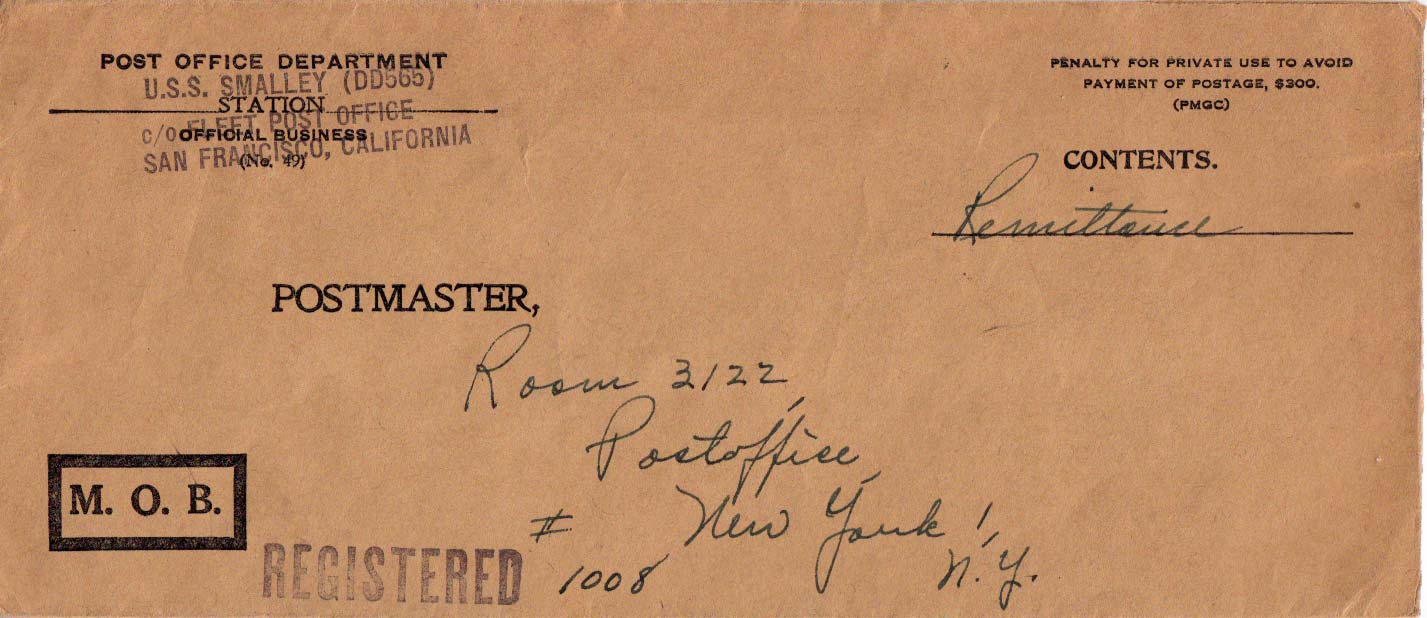 POST OFFICE DEPARTMENT
U.S.S. SMALLEY (DD565)
STATION
c/o FLEET POST OFFICE
OFFICIAL BUSINESS
SAN FRANCISCO, CALIFORNIA
(No. 49)
PENALTY FOR PRIVATE USE TO AVOID
PAYMENT OF POSTAGE, $300.
(PMGC)
CONTENTS.
Remittance
POSTMASTER,
Room 3122,
Postoffice,
New York 1,
N.Y.
M. O. B.
REGISTERED
#
1008